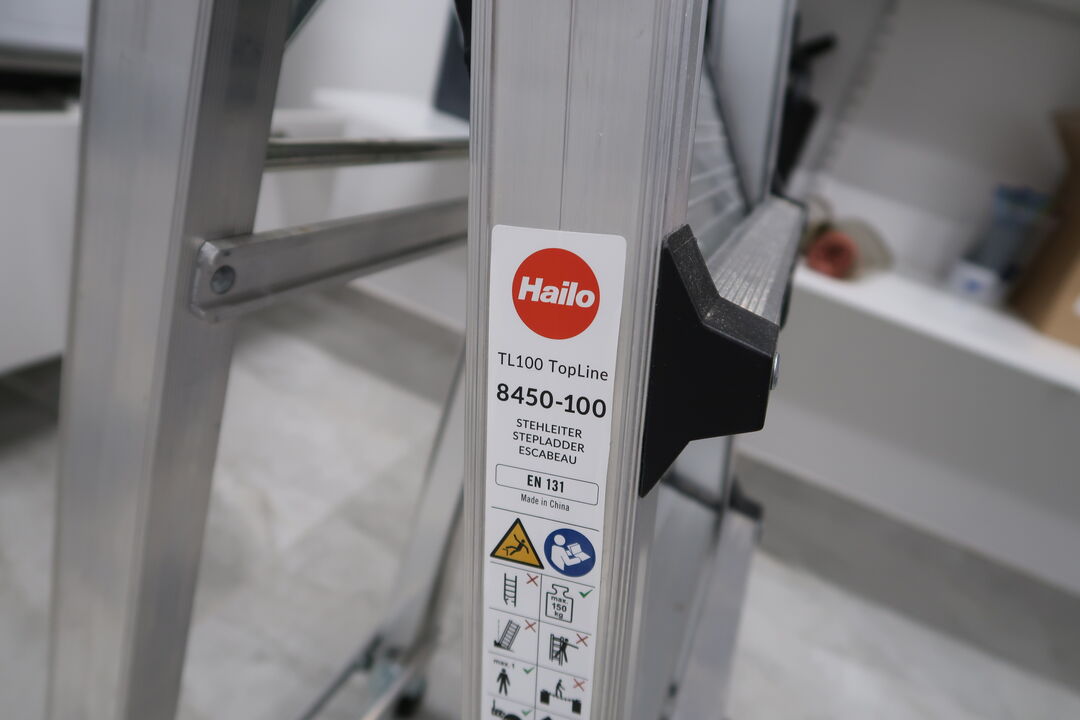 Hailo
TL100 TopLine
8450-100
STEHLEITER
STEPLADDER
ESCABEAU
EN 131
Made in China
max.
150
kg
max. 1